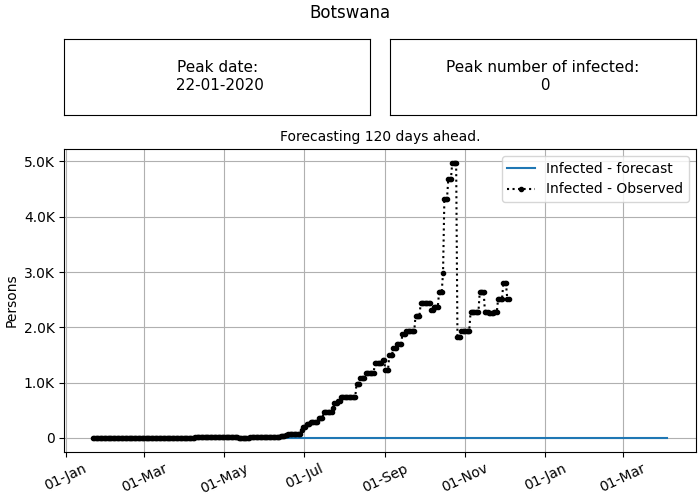 Botswana
Peak date:
22-01-2020
Peak number of infected:
0
Forecasting 120 days ahead.
Infected - forecast
Infected - Observed
Persons
5.0K
4.0K
3.0K
2.0K
1.0K
0
01-Jan
01-Mar
01-May
01-Jul
01-Sep
01-Nov
01-Jan
01-Mar